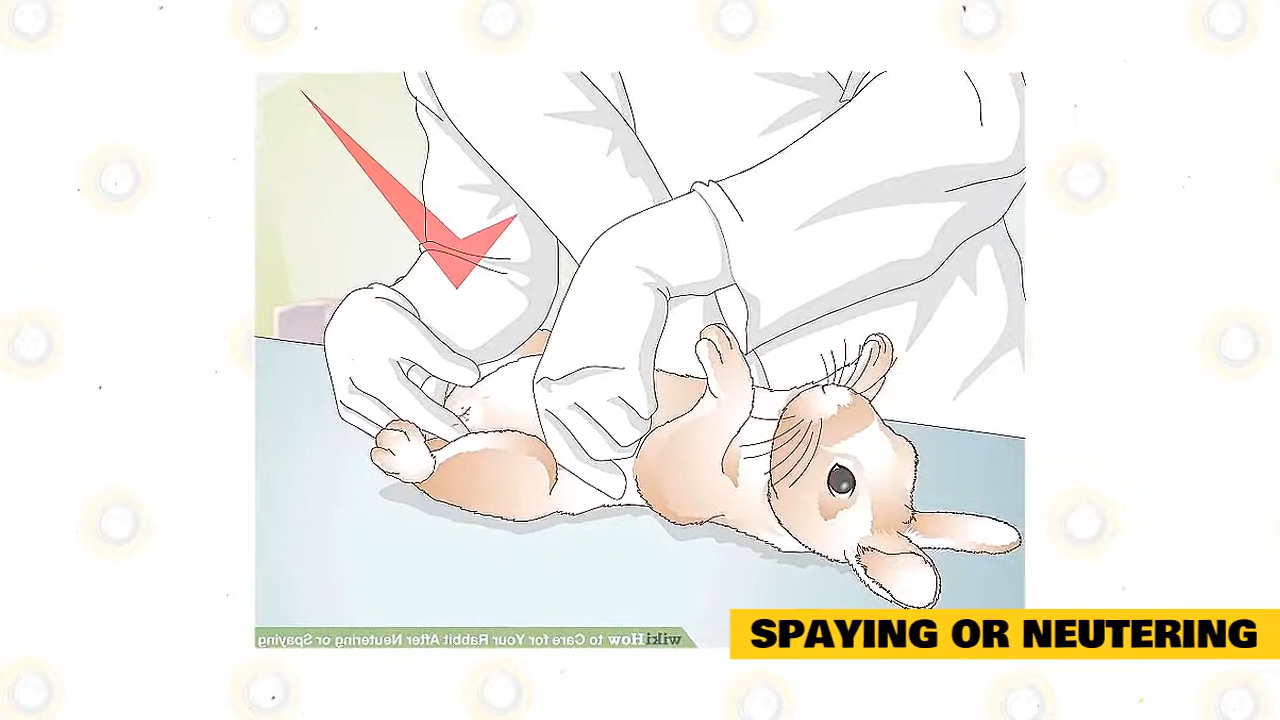 wikiHow to Care for Your Rabbit After Neutering or Spaying
SPAYING OR NEUTERING